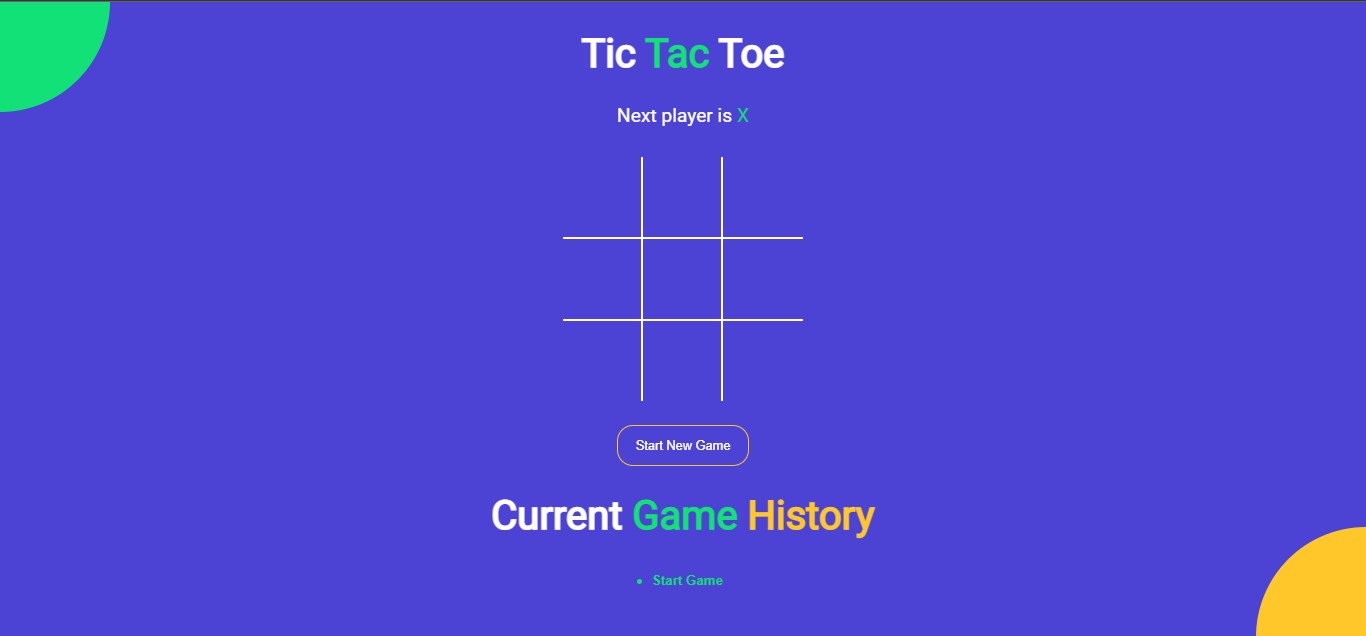 Tic Tac Toe
Next player is X
Start New Game
Current Game History
Start Game